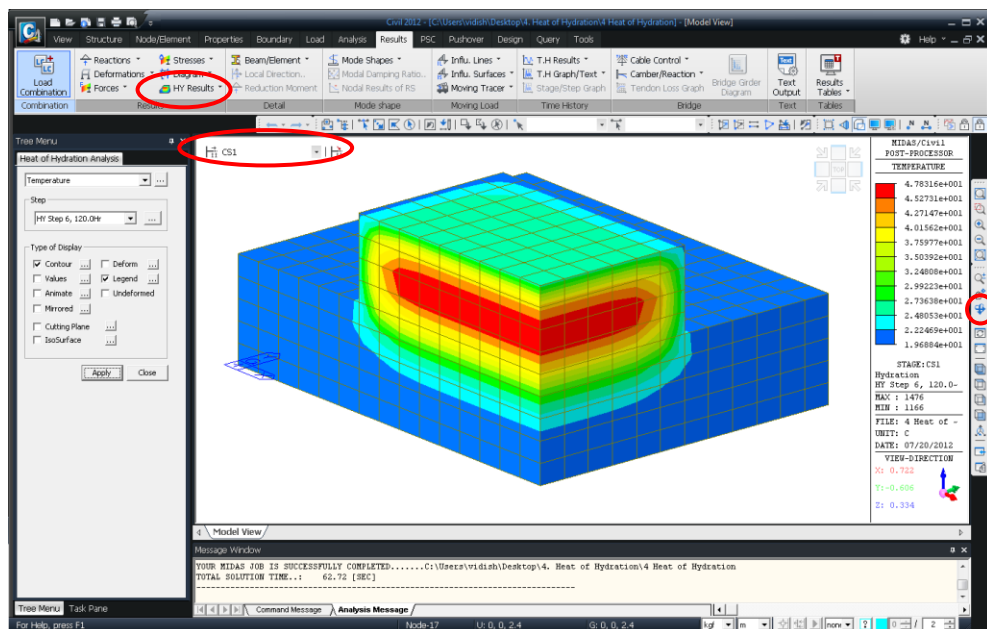 Civil 2012 - [C:\Users\vidish\Desktop\4. Heat of Hydration\4 Heat of Hydration] - [Model View]
View Structure Node/Element Properties Boundary Load Analysis Results PSC Pushover Design Query Tools Help
Load Combination
Reactions Stresses Beam/Element Mode Shapes Influ. Lines T.H Results Cable Control
Deformations Diagram Local Direction... Modal Damping Ratio... Influ. Surfaces T.H Graph/Text Camber/Reaction Bridge Girder Diagram Text Output Results Tables
Forces HY Results Reduction Moment Nodal Results of RS Moving Tracer Stage/Step Graph Tendon Loss Graph
Combination Results Detail Mode shape Moving Load Time History Bridge Text Tables
Tree Menu
Heat of Hydration Analysis
Temperature ...
Step
HY Step 6, 120.0Hr ...
Type of Display
Contour ... Deform ...
Values ... Legend ...
Animate ... Undeformed
Mirrored ...
Cutting Plane ...
IsoSurface ...
Apply Close
Tree Menu Task Pane
CS1
TOP
MIDAS/Civil
POST-PROCESSOR
TEMPERATURE
4.78316e+001
4.52731e+001
4.27147e+001
4.01562e+001
3.75977e+001
3.50392e+001
3.24808e+001
2.99223e+001
2.73638e+001
2.48053e+001
2.22469e+001
1.96884e+001
STAGE:CS1
Hydration
HY Step 6, 120.0~
MAX : 1476
MIN : 1166
FILE: 4 Heat of ~
UNIT: C
DATE: 07/20/2012
VIEW-DIRECTION
X: 0.722
Y:-0.606
Z: 0.334
Model View
Message Window
YOUR MIDAS JOB IS SUCCESSFULLY COMPLETED.......C:\Users\vidish\Desktop\4. Heat of Hydration\4 Heat of Hydration
TOTAL SOLUTION TIME..: 62.72 [SEC]
Command Message Analysis Message
For Help, press F1 Node-17 U: 0, 0, 2.4 G: 0, 0, 2.4 kgf m 0 / 2